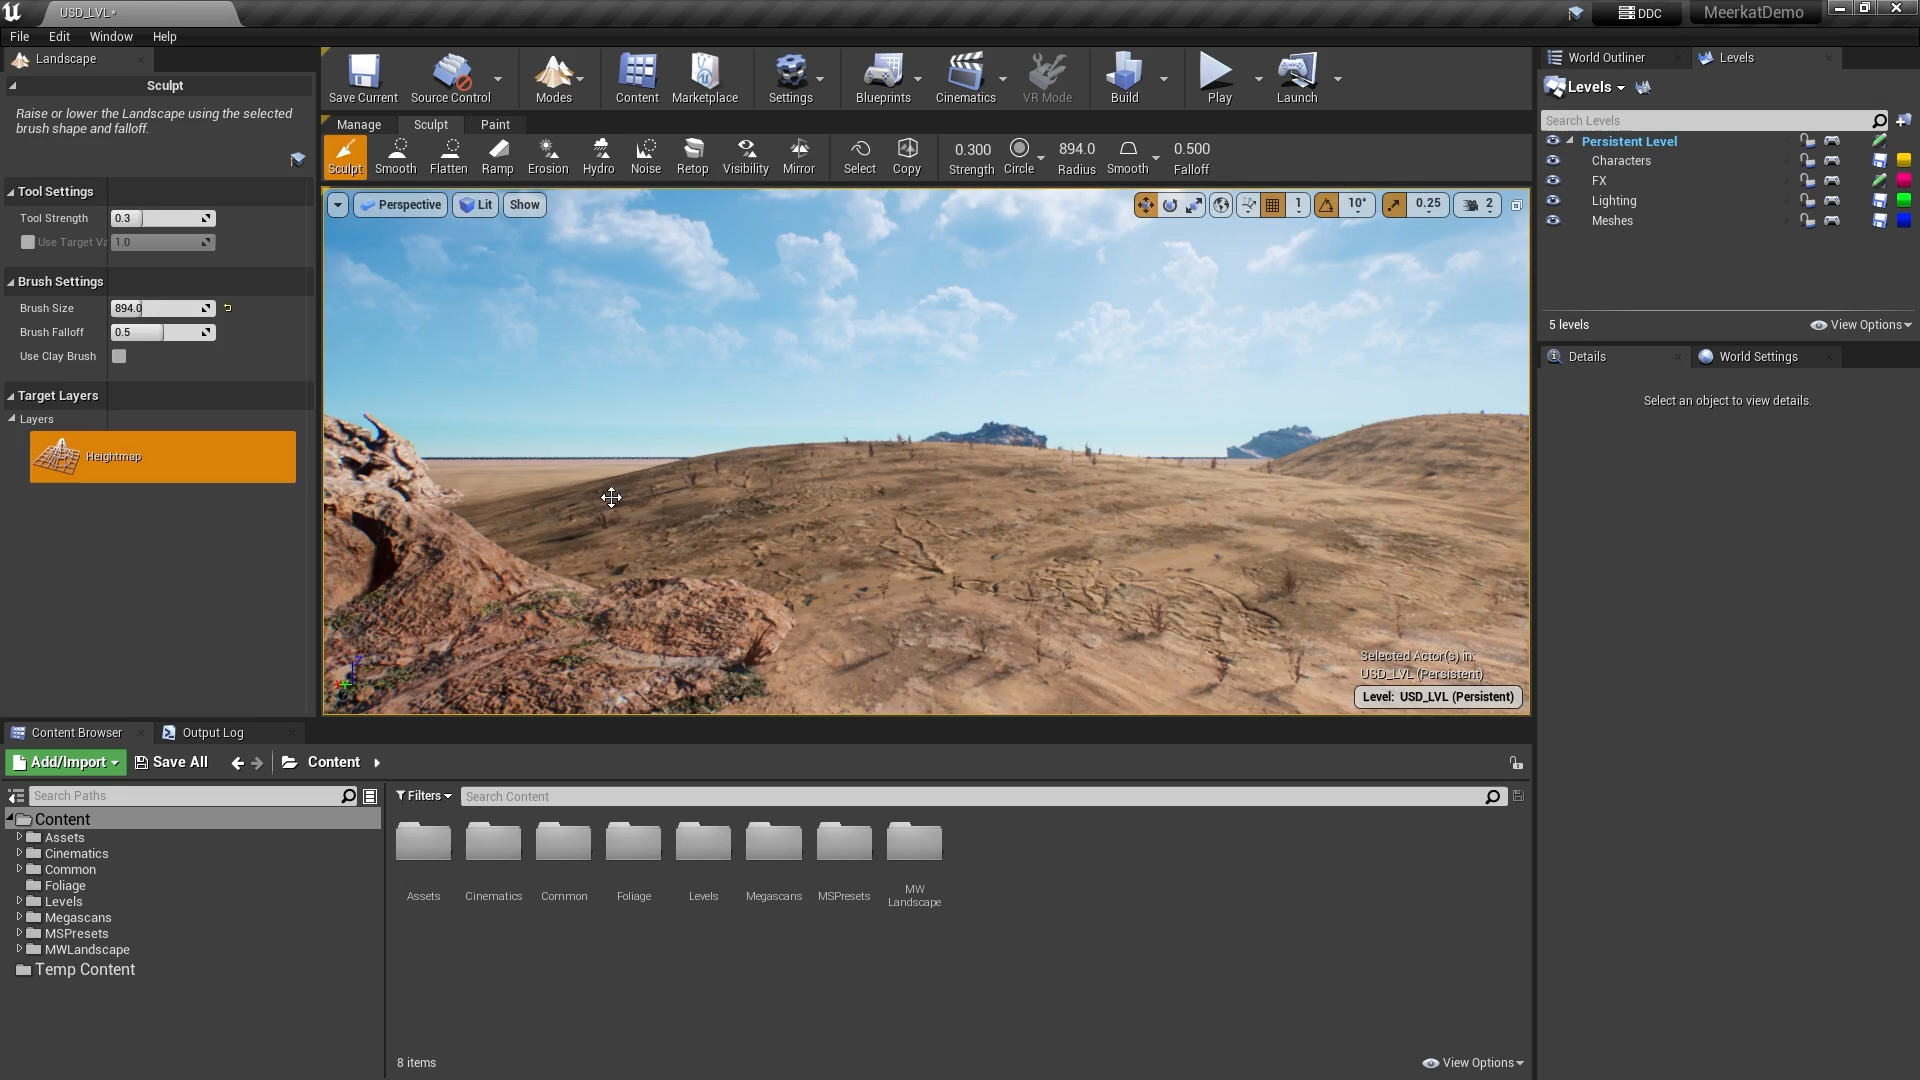 USD_LVL*
DDC
MeerkatDemo
File Edit Window Help
Landscape
Sculpt
Raise or lower the Landscape using the selected
brush shape and falloff.
Tool Settings
Tool Strength 0.3
Use Target Va 1.0
Brush Settings
Brush Size 894.0
Brush Falloff 0.5
Use Clay Brush
Target Layers
Layers
Heightmap
Save Current Source Control Modes Content Marketplace Settings Blueprints Cinematics VR Mode Build Play Launch
Manage Sculpt Paint
Sculpt Smooth Flatten Ramp Erosion Hydro Noise Retop Visibility Mirror Select Copy
0.300 894.0 0.500
Strength Circle Radius Smooth Falloff
Perspective Lit Show 1 10° 0.25 2
Selected Actor(s) in:
USD_LVL (Persistent)
Level: USD_LVL (Persistent)
World Outliner Levels
Levels
Search Levels
Persistent Level
Characters
FX
Lighting
Meshes
5 levels View Options
Details World Settings
Select an object to view details.
Content Browser Output Log
Add/Import Save All Content
Search Paths
Content
Assets
Cinematics
Common
Foliage
Levels
Megascans
MSPresets
MWLandscape
Temp Content
Filters Search Content
Assets Cinematics Common Foliage Levels Megascans MSPresets MW
Landscape
8 items View Options